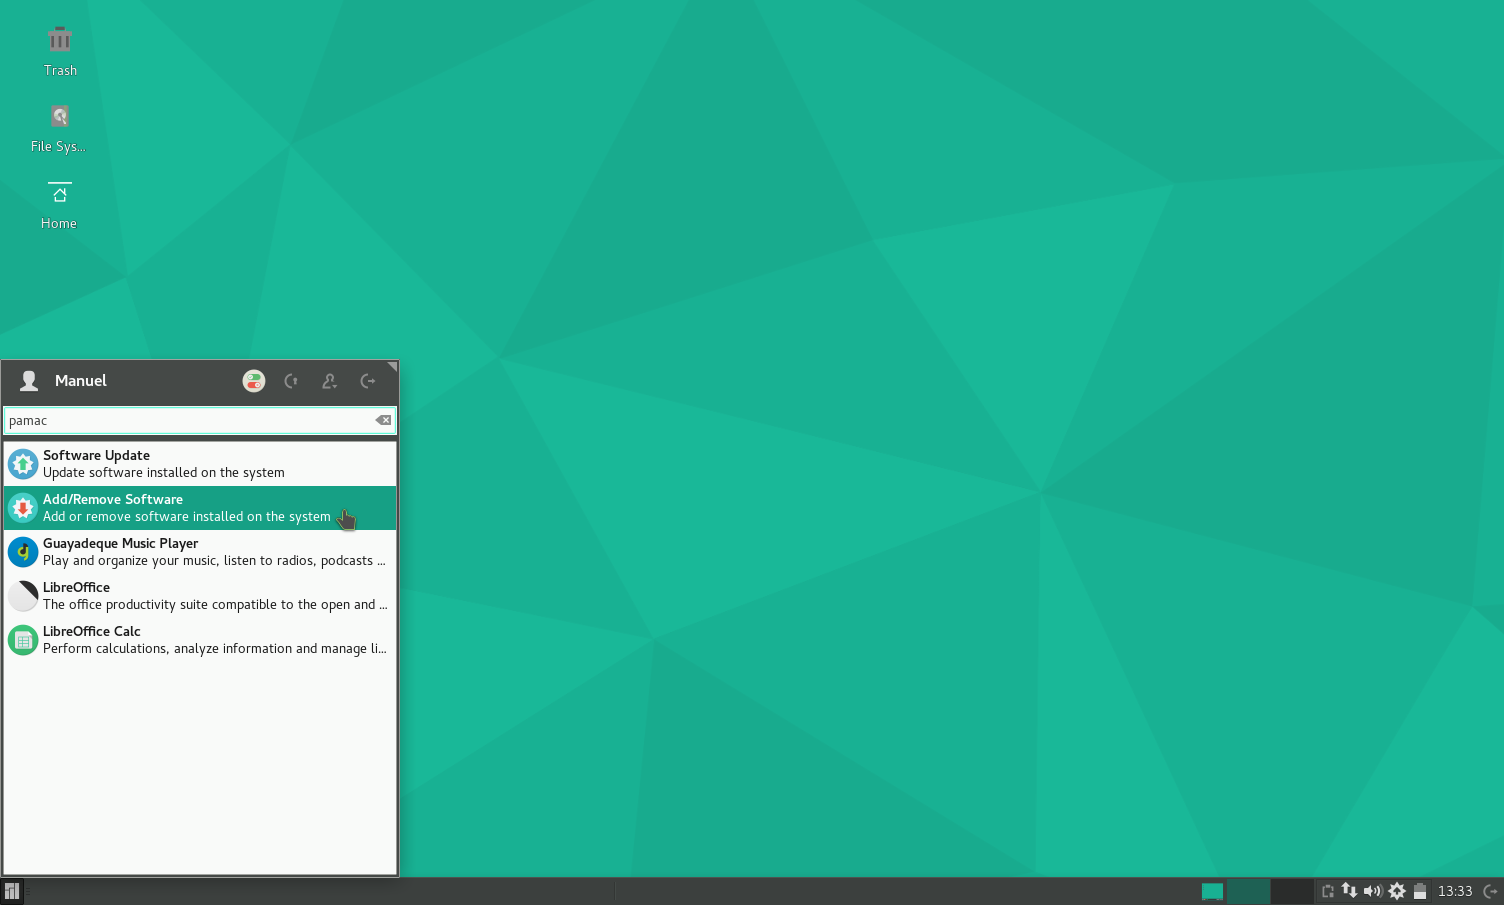 Trash
File Sys...
Home
Manuel
pamac
Software Update
Update software installed on the system
Add/Remove Software
Add or remove software installed on the system
Guayadeque Music Player
Play and organize your music, listen to radios, podcasts ...
LibreOffice
The office productivity suite compatible to the open and ...
LibreOffice Calc
Perform calculations, analyze information and manage li...
13:33